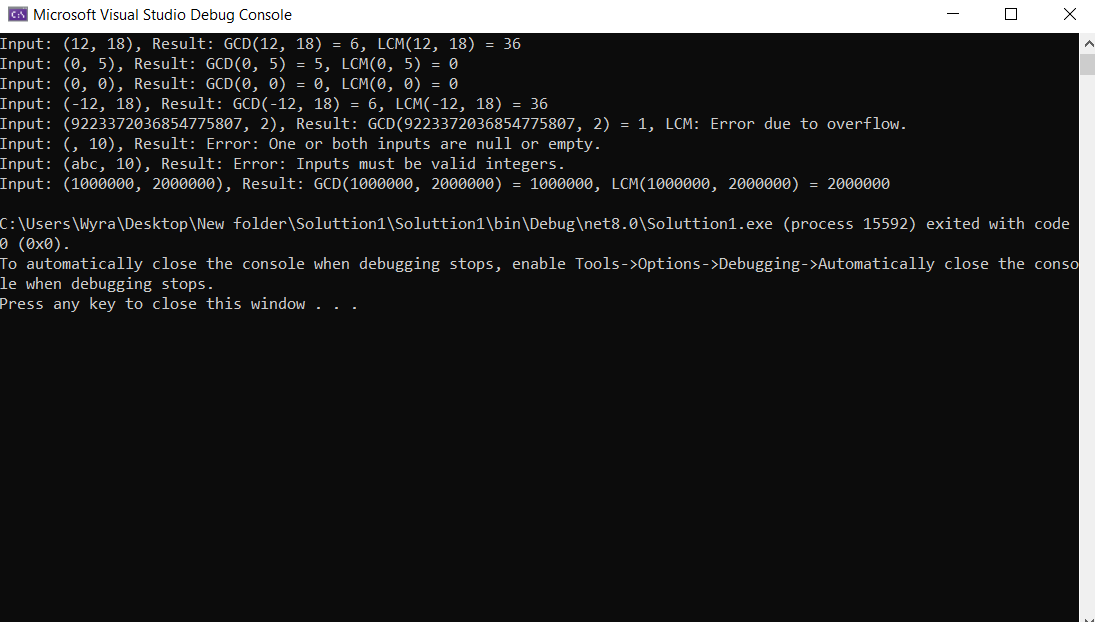 Microsoft Visual Studio Debug Console
Input: (12, 18), Result: GCD(12, 18) = 6, LCM(12, 18) = 36
Input: (0, 5), Result: GCD(0, 5) = 5, LCM(0, 5) = 0
Input: (0, 0), Result: GCD(0, 0) = 0, LCM(0, 0) = 0
Input: (-12, 18), Result: GCD(-12, 18) = 6, LCM(-12, 18) = 36
Input: (9223372036854775807, 2), Result: GCD(9223372036854775807, 2) = 1, LCM: Error due to overflow.
Input: (, 10), Result: Error: One or both inputs are null or empty.
Input: (abc, 10), Result: Error: Inputs must be valid integers.
Input: (1000000, 2000000), Result: GCD(1000000, 2000000) = 1000000, LCM(1000000, 2000000) = 2000000
C:\Users\Wyra\Desktop\New folder\Soluttion1\Soluttion1\bin\Debug\net8.0\Soluttion1.exe (process 15592) exited with code
0 (0x0).
To automatically close the console when debugging stops, enable Tools->Options->Debugging->Automatically close the conso
le when debugging stops.
Press any key to close this window . . .